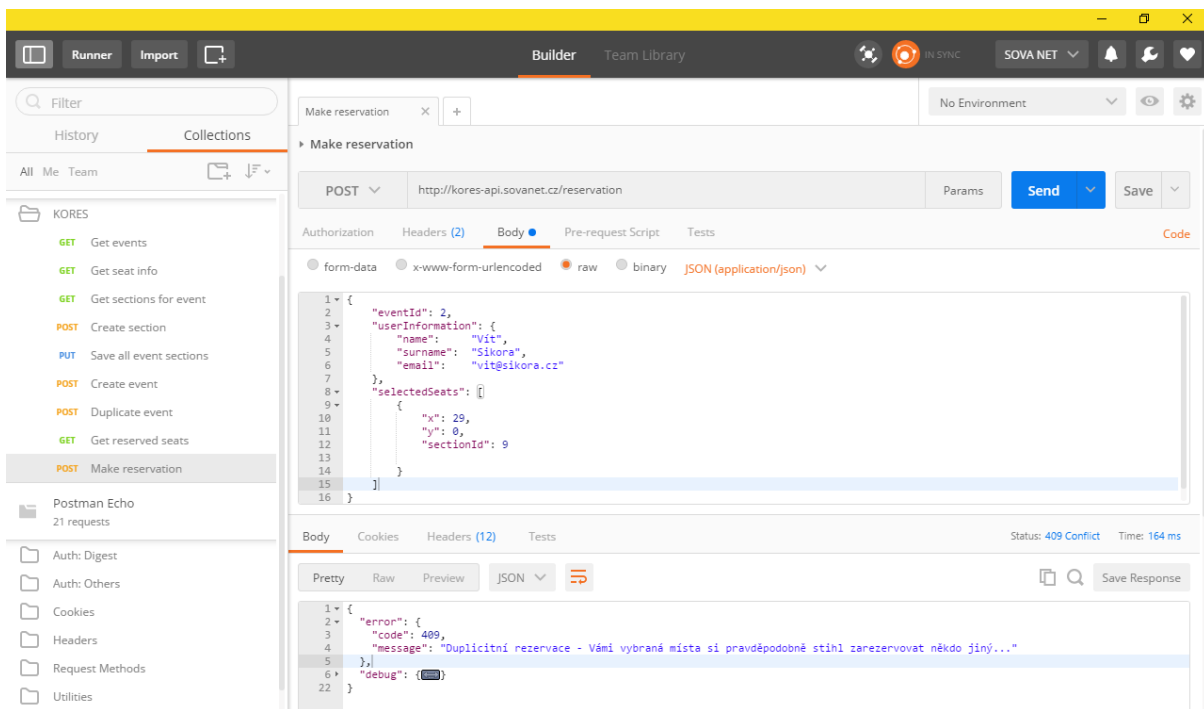 Runner Import Builder Team Library IN SYNC SOVA NET
Filter
History Collections
All Me Team
KORES
GET Get events
GET Get seat info
GET Get sections for event
POST Create section
PUT Save all event sections
POST Create event
POST Duplicate event
GET Get reserved seats
POST Make reservation
Postman Echo
21 requests
Auth: Digest
Auth: Others
Cookies
Headers
Request Methods
Utilities
Make reservation
No Environment
Make reservation
POST http://kores-api.sovanet.cz/reservation Params Send Save
Authorization Headers (2) Body Pre-request Script Tests Code
form-data x-www-form-urlencoded raw binary JSON (application/json)
1 {
2 "eventId": 2,
3 "userInformation": {
4 "name": "Vít",
5 "surname": "Sikora",
6 "email": "vit@sikora.cz"
7 },
8 "selectedSeats": [
9 {
10 "x": 29,
11 "y": 0,
12 "sectionId": 9
13
14 }
15 ]
16 }
Body Cookies Headers (12) Tests Status: 409 Conflict Time: 164 ms
Pretty Raw Preview JSON Save Response
1 {
2 "error": {
3 "code": 409,
4 "message": "Duplicitní rezervace - Vámi vybraná místa si pravděpodobně stihl zarezervovat někdo jiný..."
5 },
6 "debug": {}
22 }